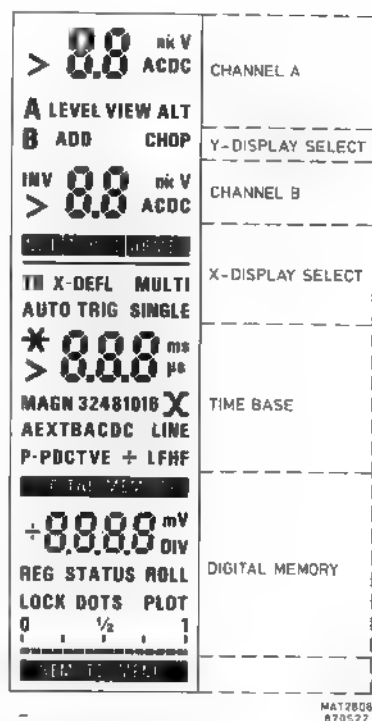 8.8 mk V
> ACDC
CHANNEL A
A LEVEL VIEW ALT
B ADD CHOP
Y-DISPLAY SELECT
INV 8.8 mk V
> ACDC
CHANNEL B
X-DEFL MULTI
X-DISPLAY SELECT
AUTO TRIG SINGLE
* 8.8.8 ms
> µs
MAGN 32481016 X
TIME BASE
AEXTBACDC LINE
P-PDCTVE ÷ LFHF
÷8.8.8.8 mV
DIV
REG STATUS ROLL
DIGITAL MEMORY
LOCK DOTS PLOT
0 ½ 1
MAT2808
870522